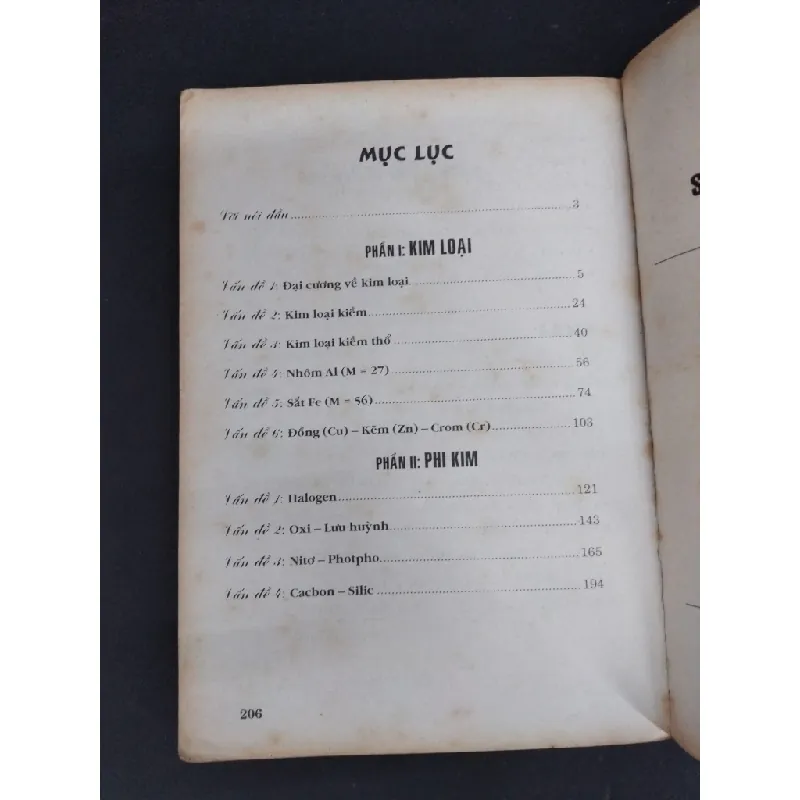 MỤC LỤC
Lời nói đầu ........ 3
PHẦN I: KIM LOẠI
Vấn đề 1: Đại cương về kim loại ........ 5
Vấn đề 2: Kim loại kiềm ........ 24
Vấn đề 3: Kim loại kiềm thổ ........ 40
Vấn đề 4: Nhôm Al (M = 27) ........ 56
Vấn đề 5: Sắt Fe (M = 56) ........ 74
Vấn đề 6: Đồng (Cu) – Kẽm (Zn) – Crom (Cr) ........ 103
PHẦN II: PHI KIM
Vấn đề 1: Halogen ........ 121
Vấn đề 2: Oxi – Lưu huỳnh ........ 143
Vấn đề 3: Nitơ – Photpho ........ 165
Vấn đề 4: Cacbon – Silic ........ 194
206
S